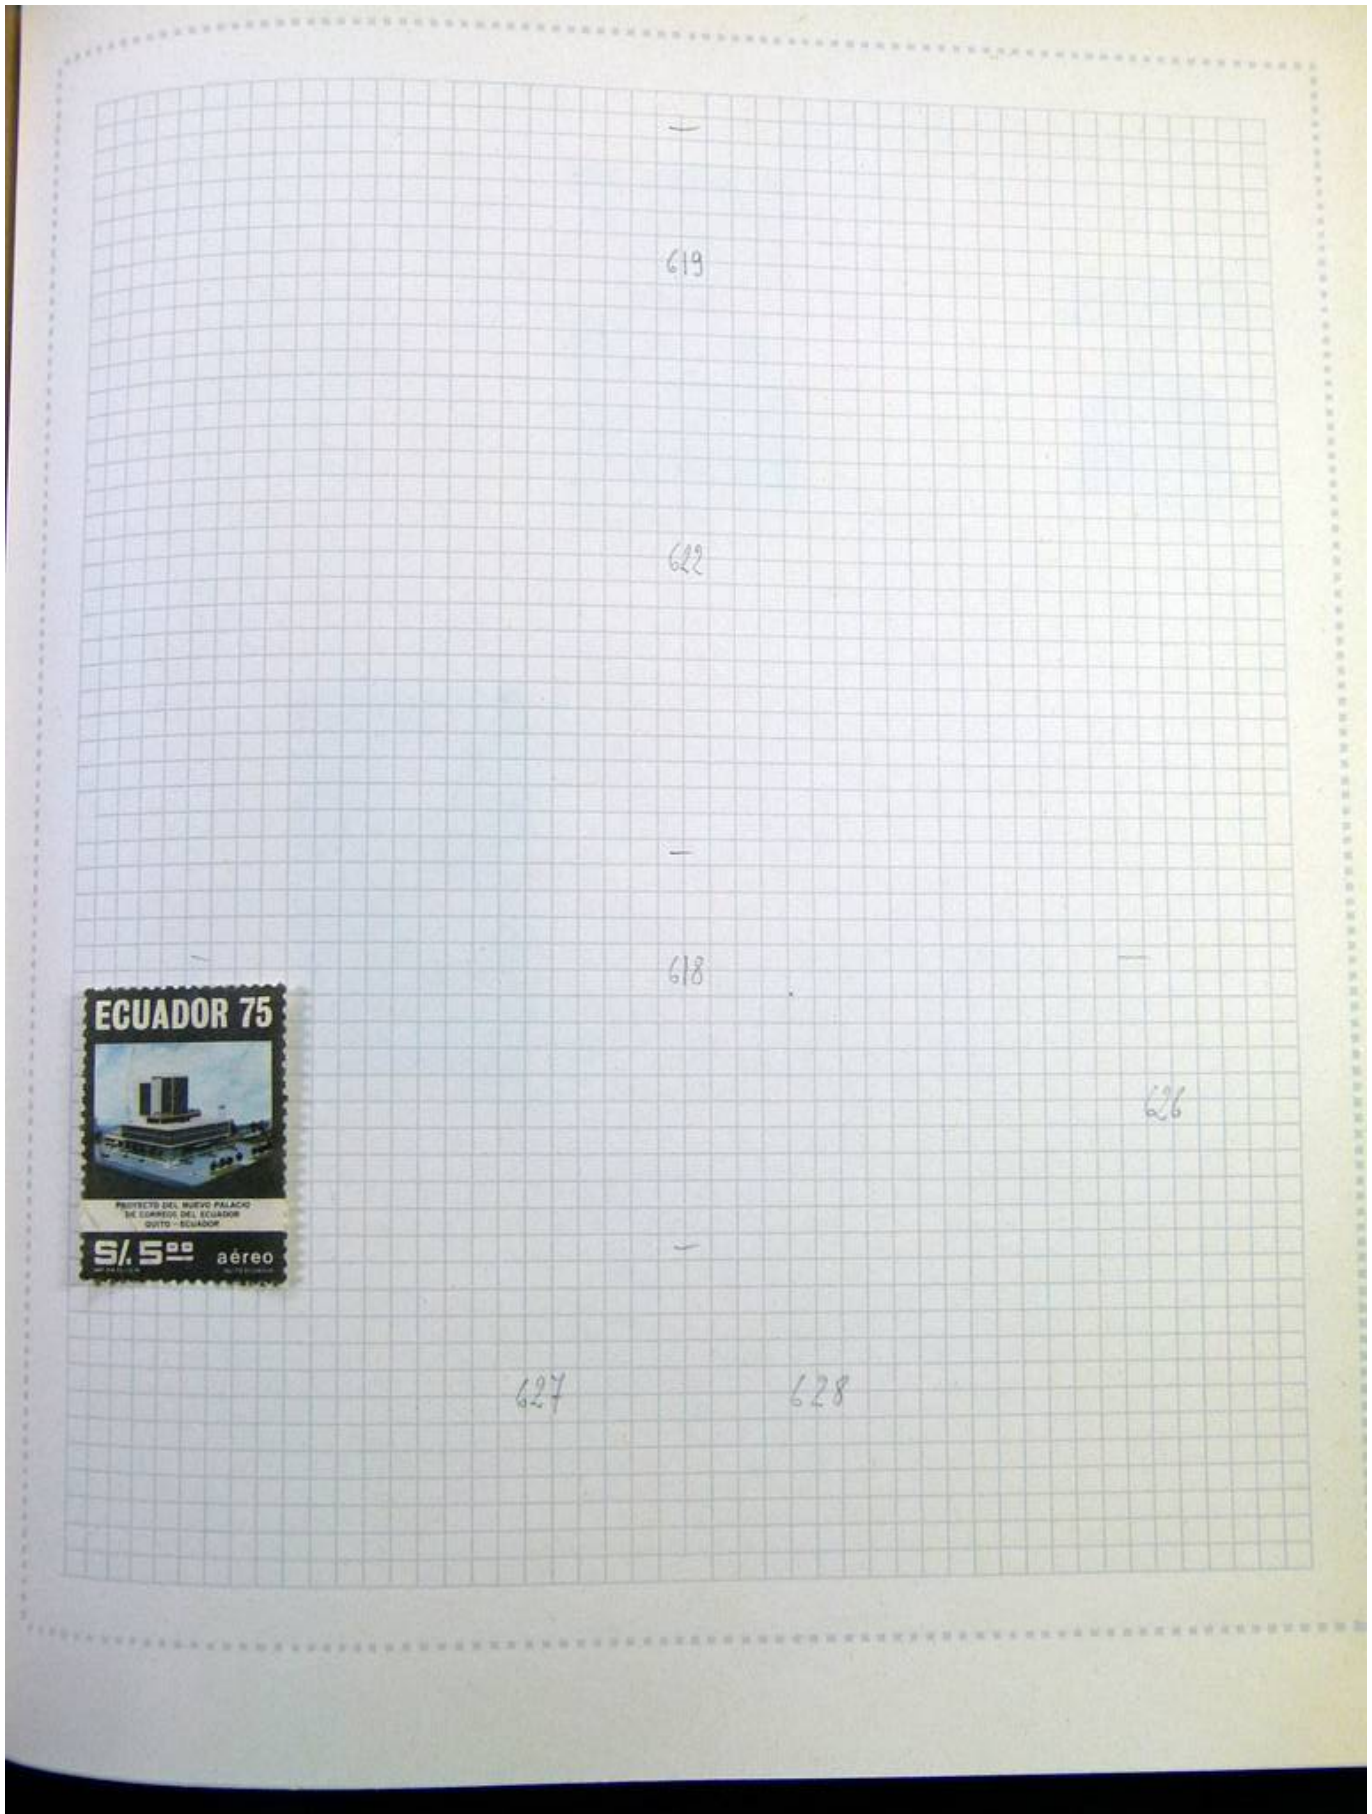 619
622
618
ECUADOR 75
626
PROYECTO DEL NUEVO PALACIO
DE CORREOS DEL ECUADOR
QUITO - ECUADOR
S/. 5⁰⁰ aéreo
627 628